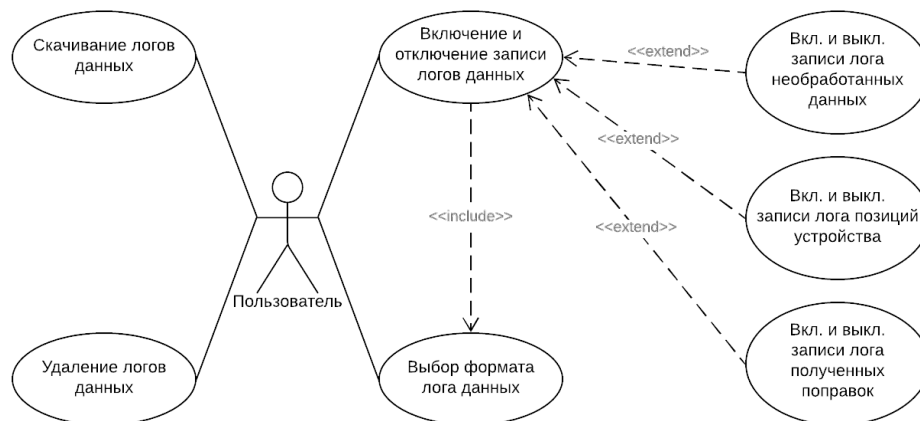 Скачивание логов
данных
Включение и
отключение записи
логов данных
<<extend>>
Вкл. и выкл.
записи лога
необработанных
данных
<<extend>>
Вкл. и выкл.
записи лога позиций
устройства
<<include>>
<<extend>>
Пользователь
Удаление логов
данных
Выбор формата
лога данных
Вкл. и выкл.
записи лога
полученных
поправок